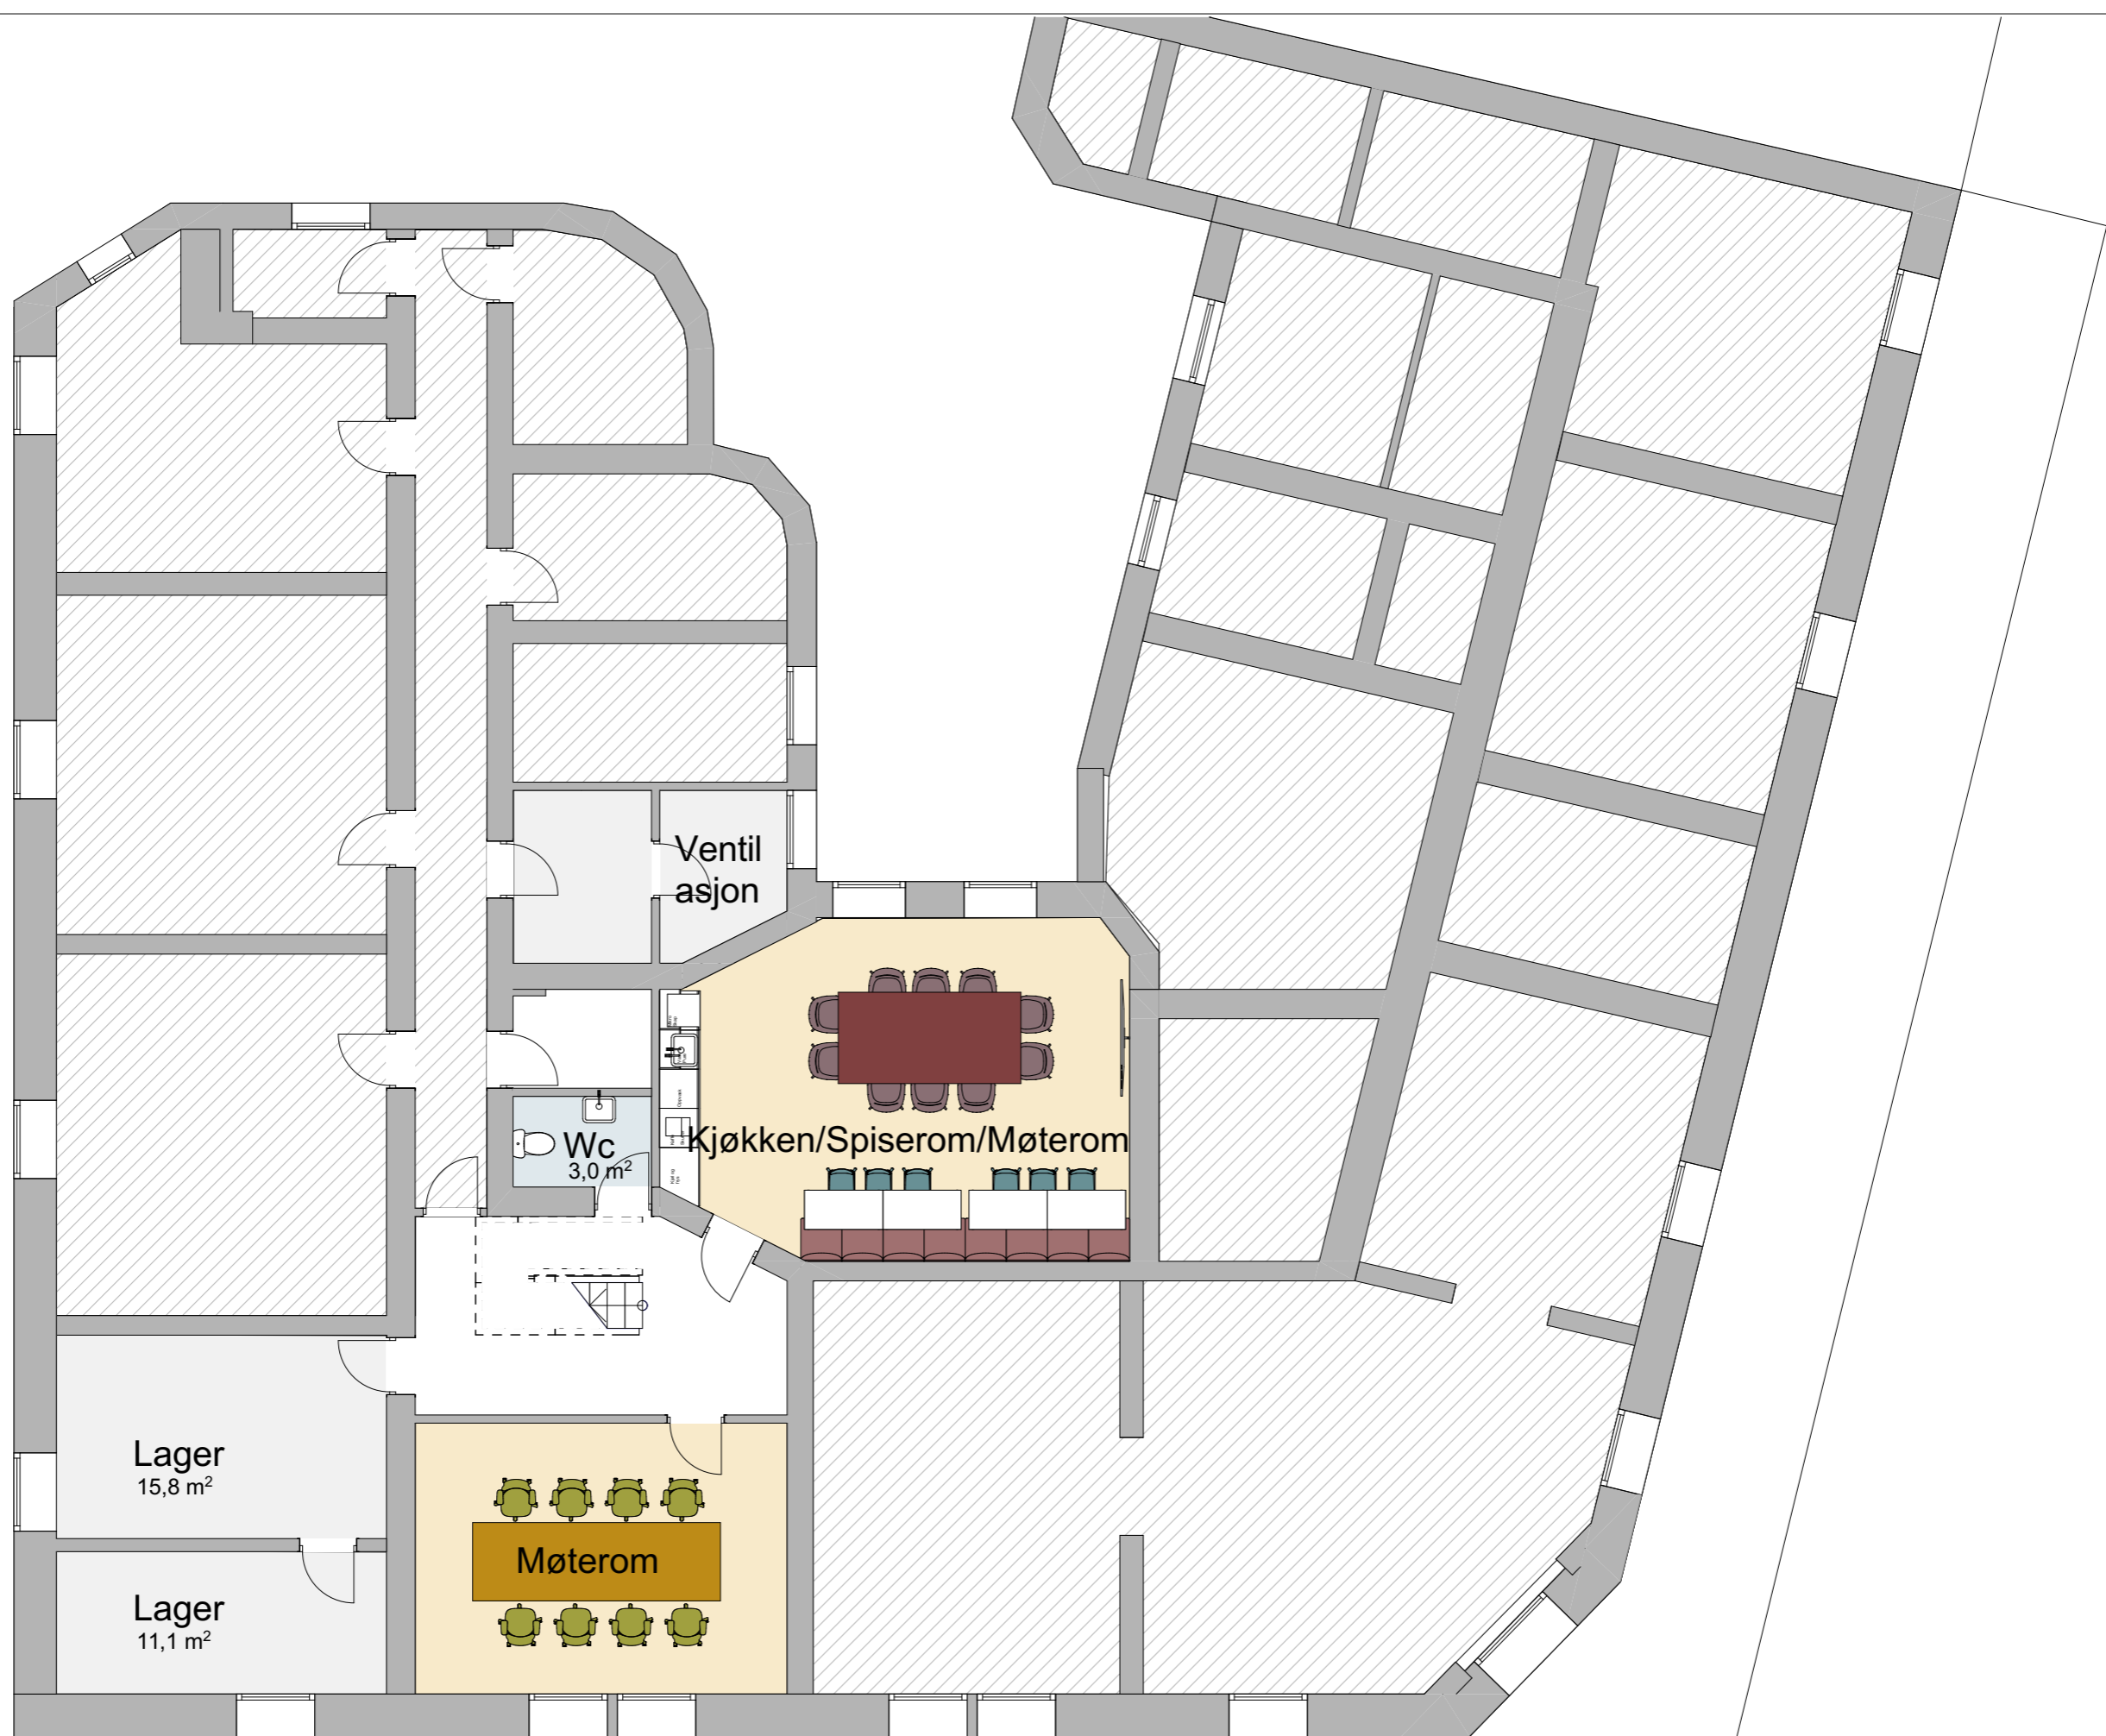 Ventil
asjon
Wc
3,0 m²
Kjøkken/Spiserom/Møterom
Lager
15,8 m²
Møterom
Lager
11,1 m²